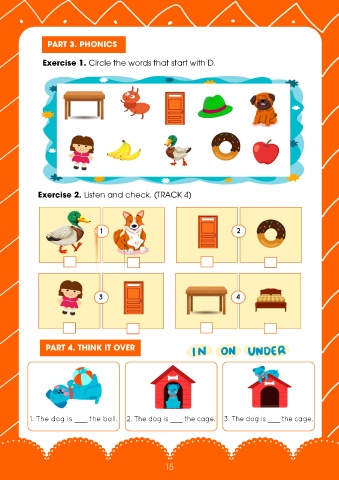 PART 3. PHONICS
Exercise 1. Circle the words that start with D.
Exercise 2. Listen and check. (TRACK 4)
1
2
3
4
PART 4. THINK IT OVER
IN ON UNDER
1. The dog is ___ the ball.
2. The dog is ___ the cage.
3. The dog is ___ the cage.
15